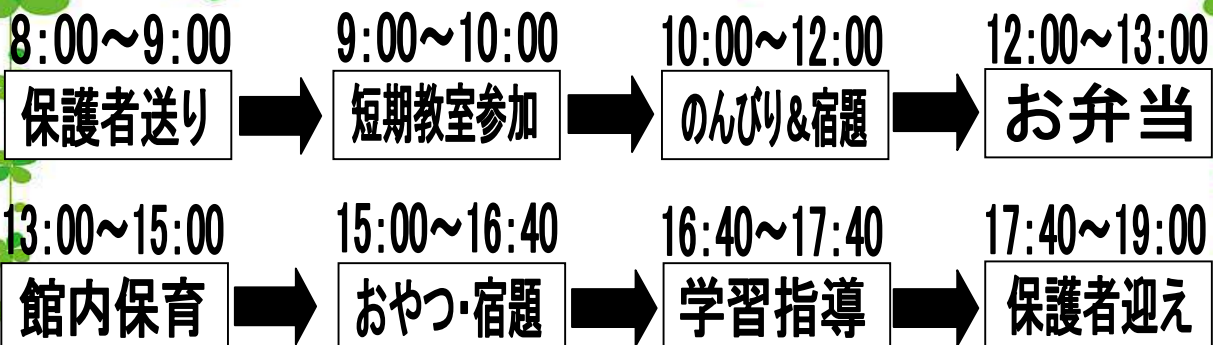 8:00～9:00 9:00～10:00 10:00～12:00 12:00～13:00
保護者送り 短期教室参加 のんびり&宿題 お弁当
13:00～15:00 15:00～16:40 16:40～17:40 17:40～19:00
館内保育 おやつ・宿題 学習指導 保護者迎え